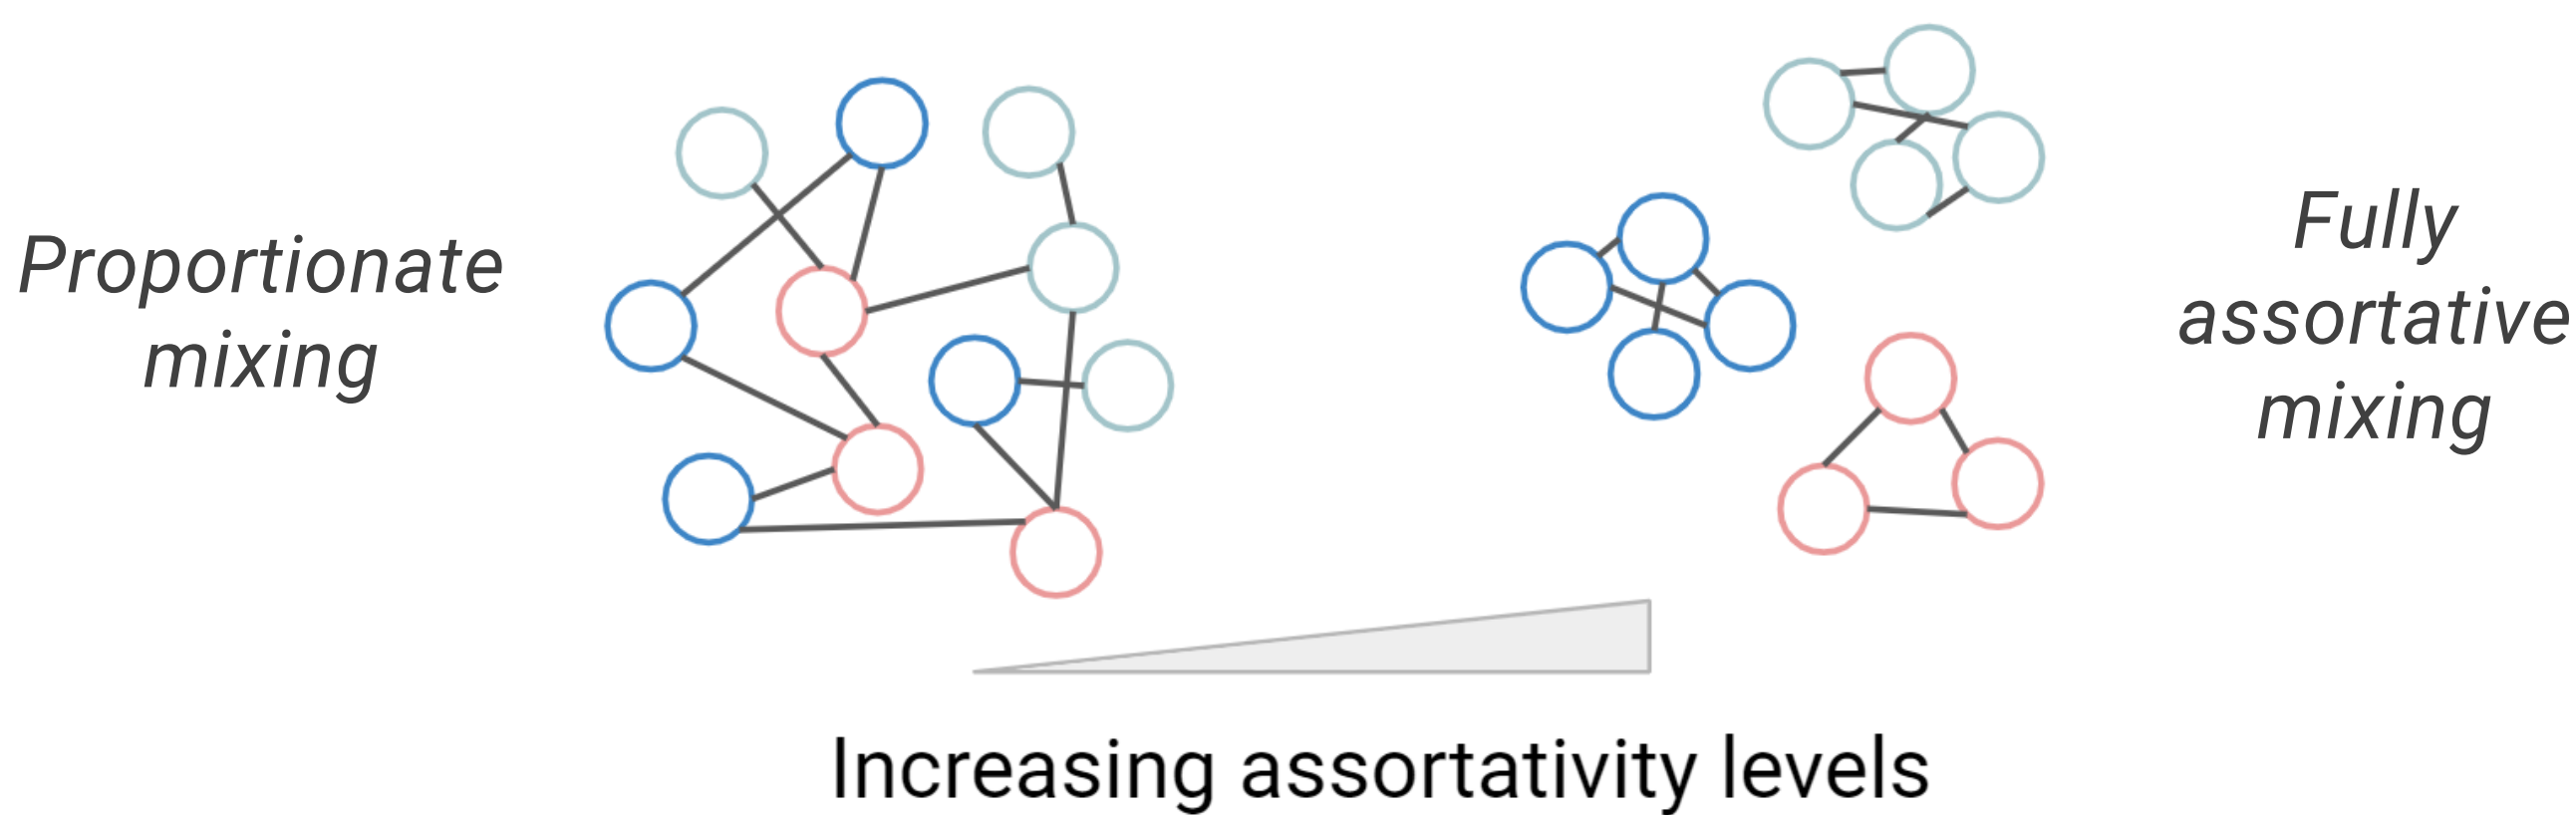 Proportionate
mixing
Fully
assortative
mixing
Increasing assortativity levels